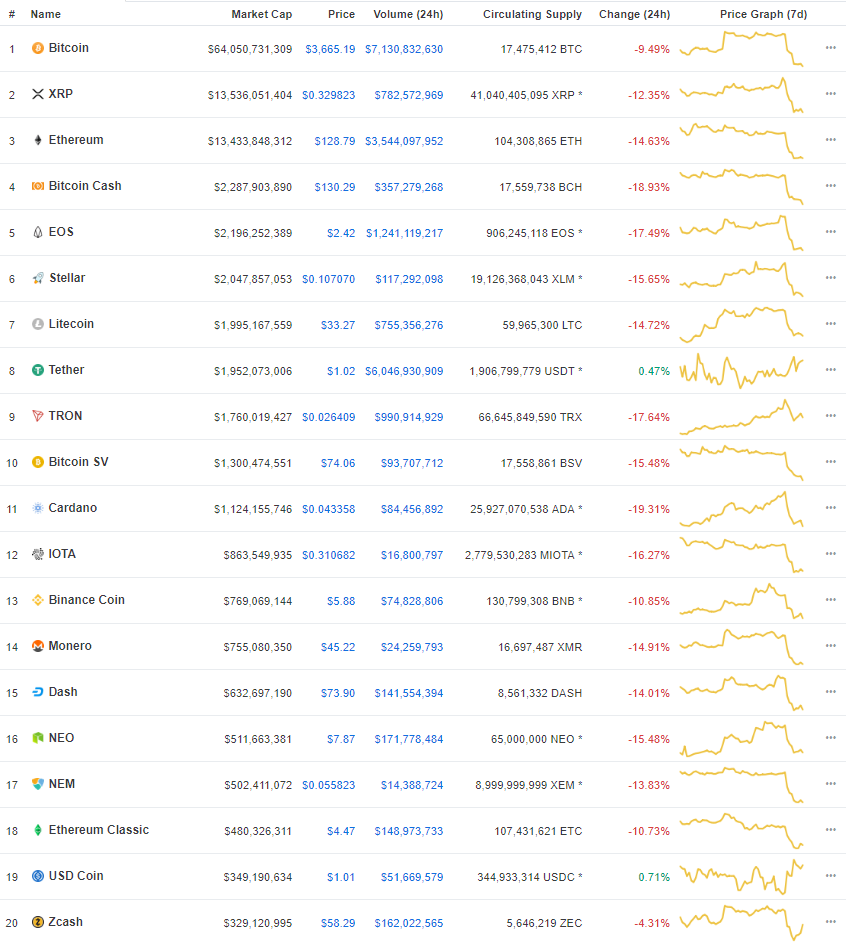 # Name Market Cap Price Volume (24h) Circulating Supply Change (24h) Price Graph (7d)
1 Bitcoin $64,050,731,309 $3,665.19 $7,130,832,630 17,475,412 BTC -9.49%
2 XRP $13,536,051,404 $0.329823 $782,572,969 41,040,405,095 XRP * -12.35%
3 Ethereum $13,433,848,312 $128.79 $3,544,097,952 104,308,865 ETH -14.63%
4 Bitcoin Cash $2,287,903,890 $130.29 $357,279,268 17,559,738 BCH -18.93%
5 EOS $2,196,252,389 $2.42 $1,241,119,217 906,245,118 EOS * -17.49%
6 Stellar $2,047,857,053 $0.107070 $117,292,098 19,126,368,043 XLM * -15.65%
7 Litecoin $1,995,167,559 $33.27 $755,356,276 59,965,300 LTC -14.72%
8 Tether $1,952,073,006 $1.02 $6,046,930,909 1,906,799,779 USDT * 0.47%
9 TRON $1,760,019,427 $0.026409 $990,914,929 66,645,849,590 TRX -17.64%
10 Bitcoin SV $1,300,474,551 $74.06 $93,707,712 17,558,861 BSV -15.48%
11 Cardano $1,124,155,746 $0.043358 $84,456,892 25,927,070,538 ADA * -19.31%
12 IOTA $863,549,935 $0.310682 $16,800,797 2,779,530,283 MIOTA * -16.27%
13 Binance Coin $769,069,144 $5.88 $74,828,806 130,799,308 BNB * -10.85%
14 Monero $755,080,350 $45.22 $24,259,793 16,697,487 XMR -14.91%
15 Dash $632,697,190 $73.90 $141,554,394 8,561,332 DASH -14.01%
16 NEO $511,663,381 $7.87 $171,778,484 65,000,000 NEO * -15.48%
17 NEM $502,411,072 $0.055823 $14,388,724 8,999,999,999 XEM * -13.83%
18 Ethereum Classic $480,326,311 $4.47 $148,973,733 107,431,621 ETC -10.73%
19 USD Coin $349,190,634 $1.01 $51,669,579 344,933,314 USDC * 0.71%
20 Zcash $329,120,995 $58.29 $162,022,565 5,646,219 ZEC -4.31%